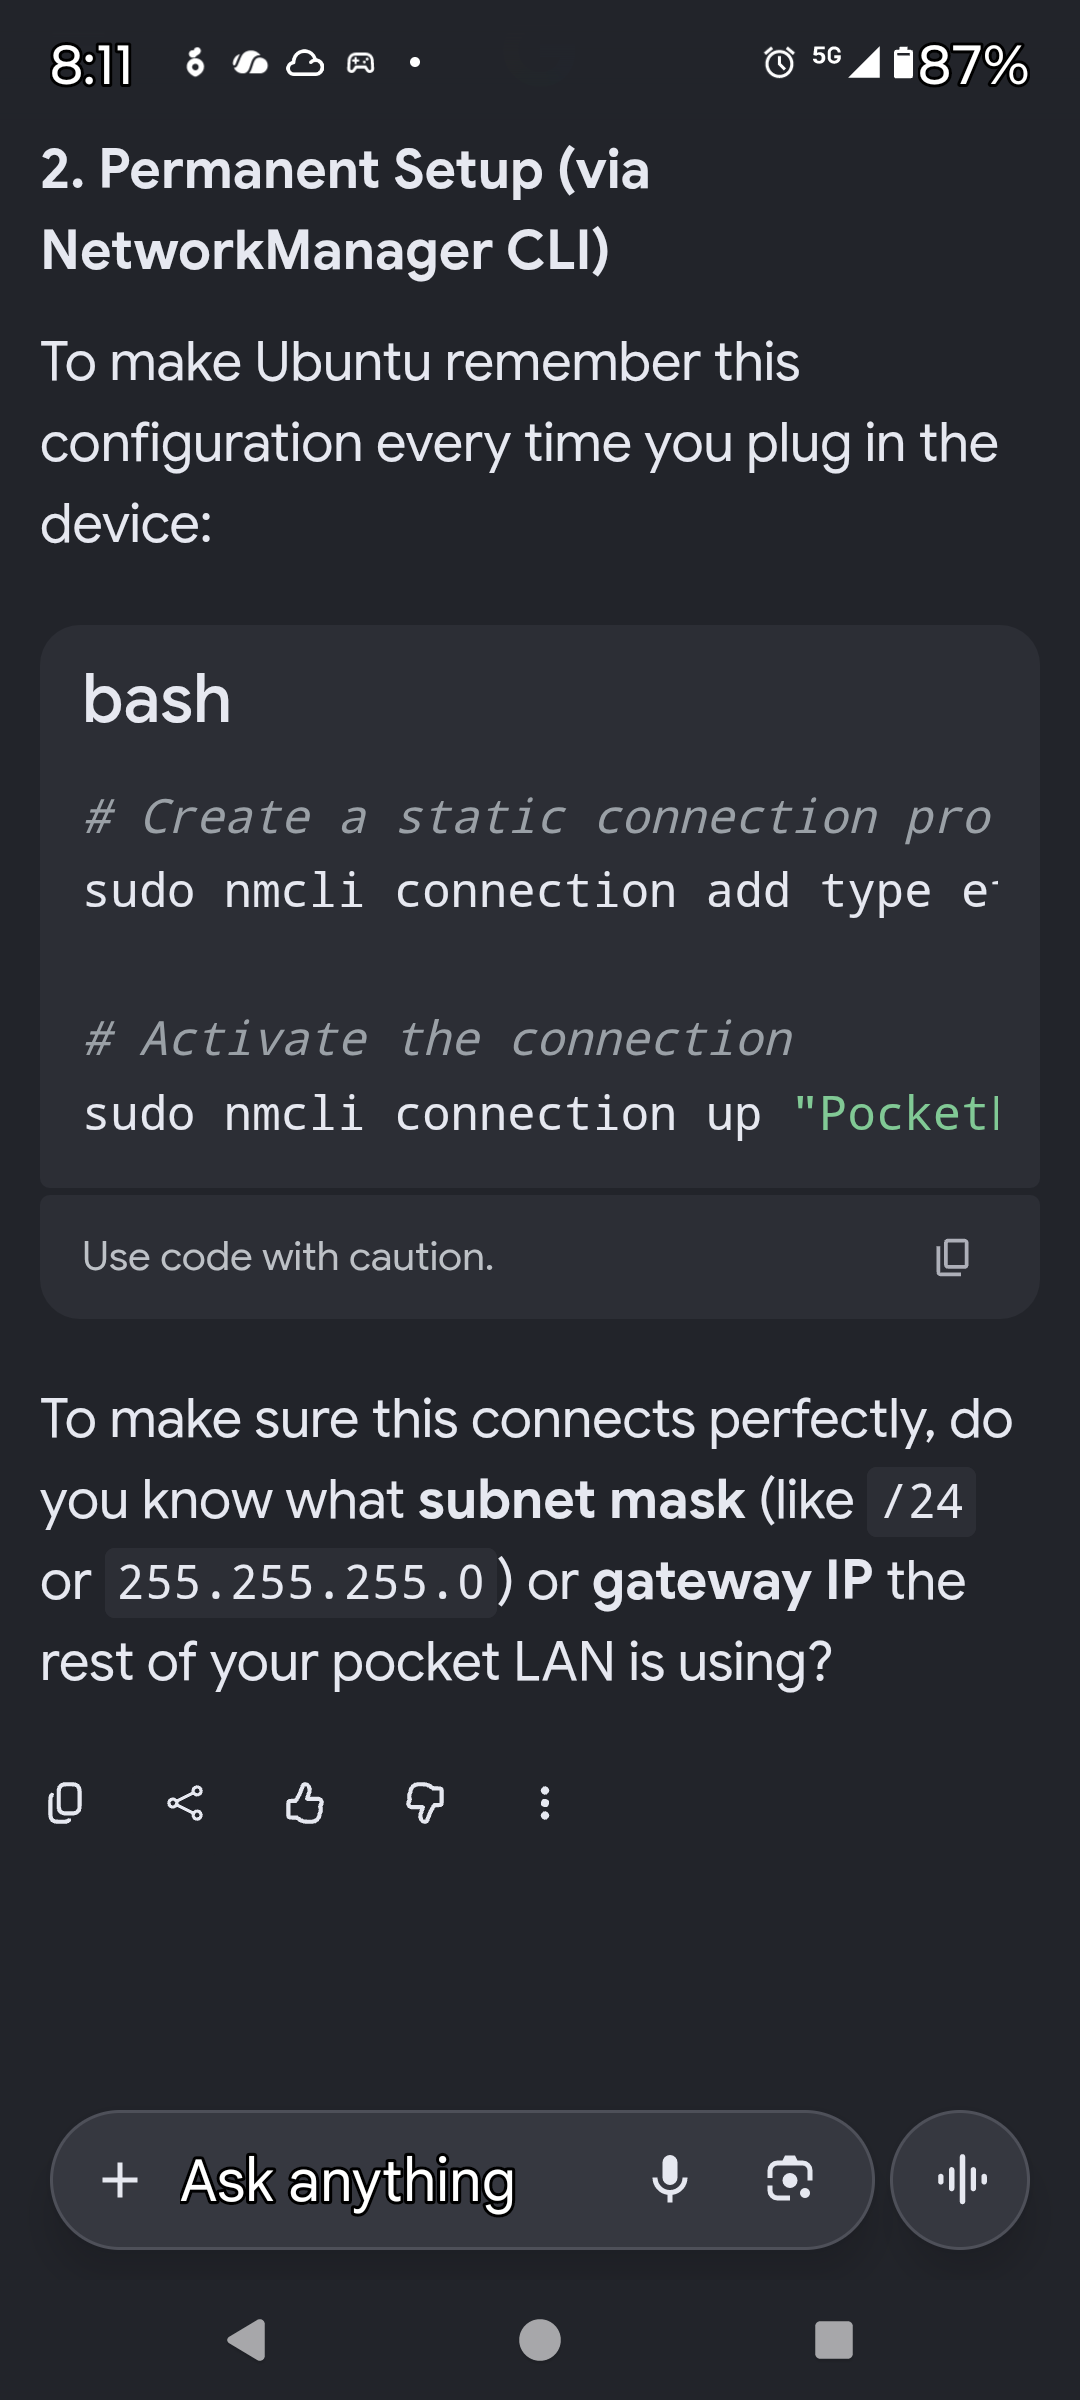 8:11
5G
87%
2. Permanent Setup (via
NetworkManager CLI)
To make Ubuntu remember this
configuration every time you plug in the
device:
bash
# Create a static connection pro
sudo nmcli connection add type e
# Activate the connection
sudo nmcli connection up "Pocket
Use code with caution.
To make sure this connects perfectly, do
you know what subnet mask (like /24
or 255.255.255.0) or gateway IP the
rest of your pocket LAN is using?
Ask anything